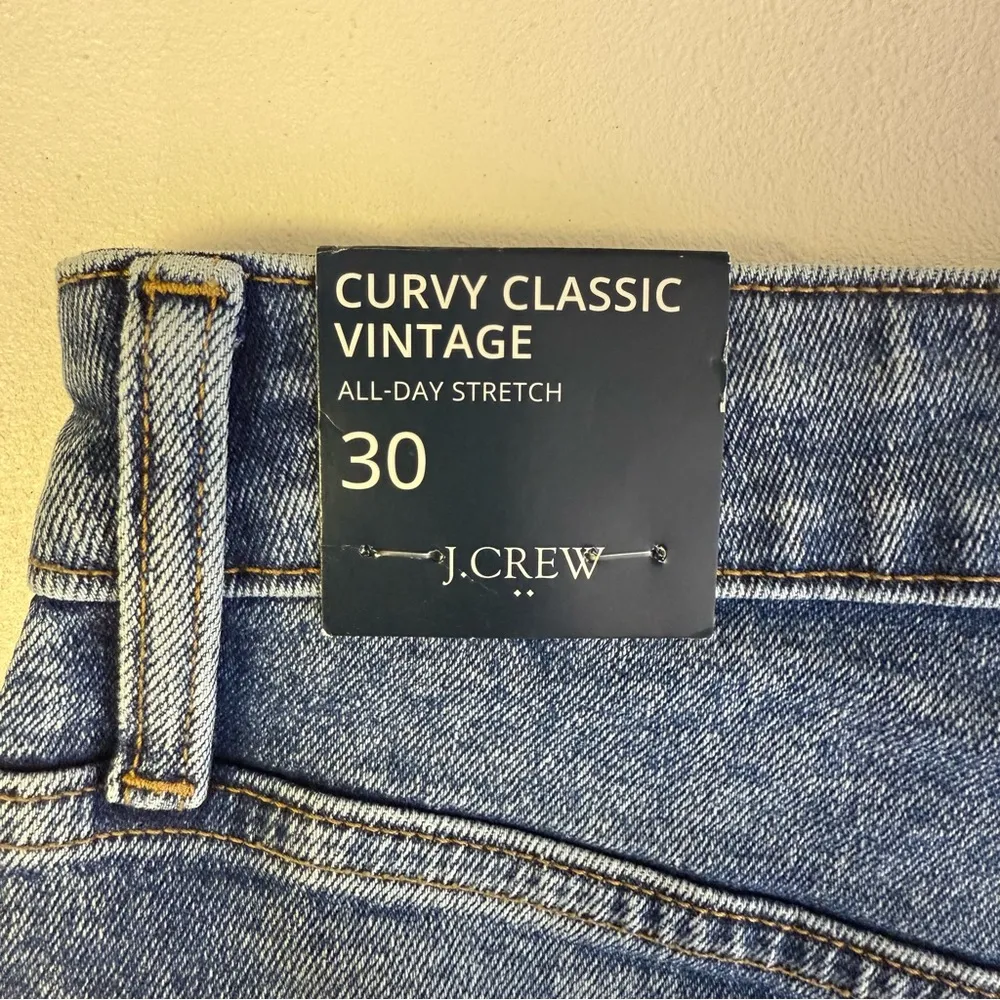 CURVY CLASSIC
VINTAGE
ALL-DAY STRETCH
30
J.CREW